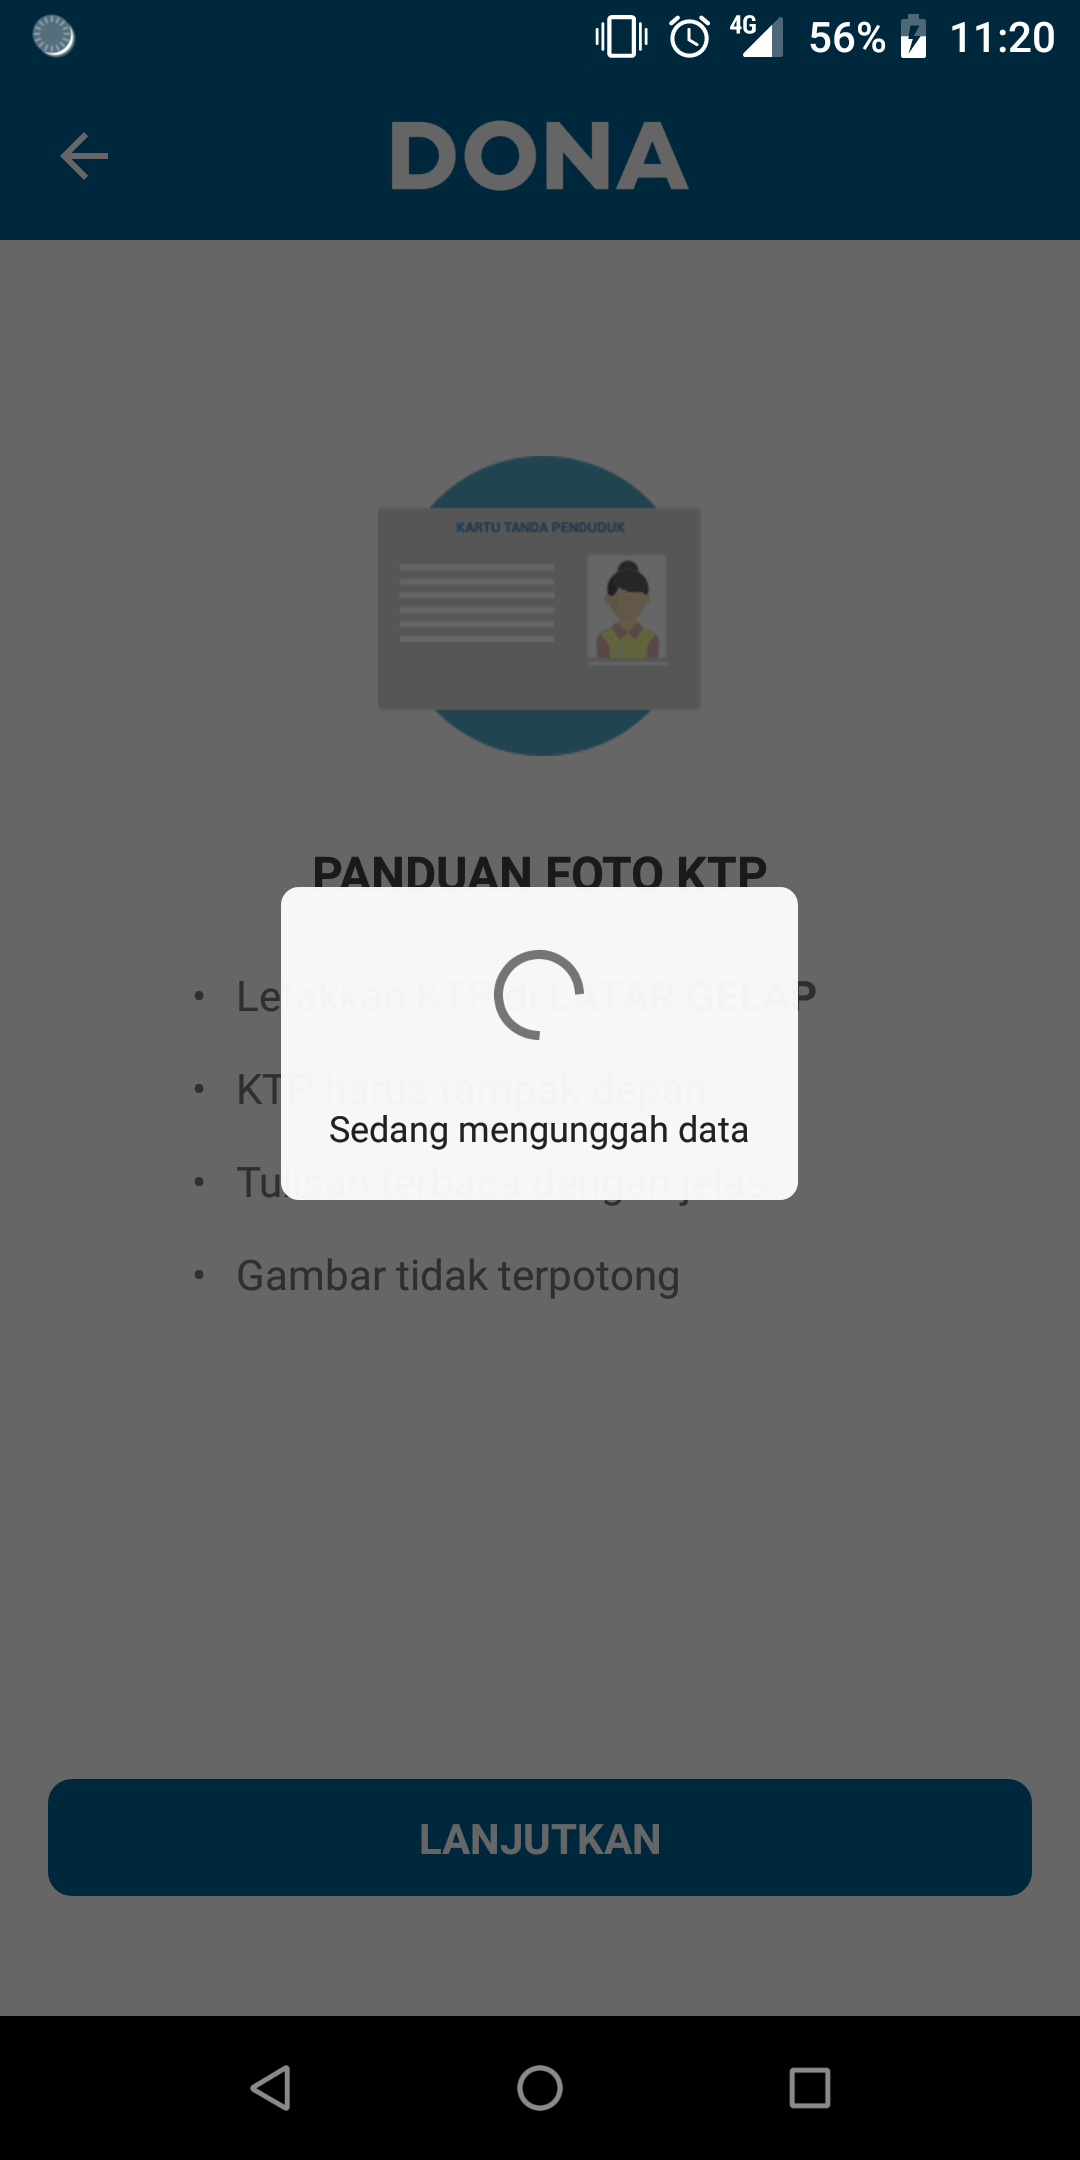 4G 56% 11:20
DONA
KARTU TANDA PENDUDUK
PANDUAN FOTO KTP
• Letakkan KTP di LATAR GELAP
• KTP harus tampak depan
Sedang mengunggah data
• Tulisan terbaca dengan jelas
• Gambar tidak terpotong
LANJUTKAN